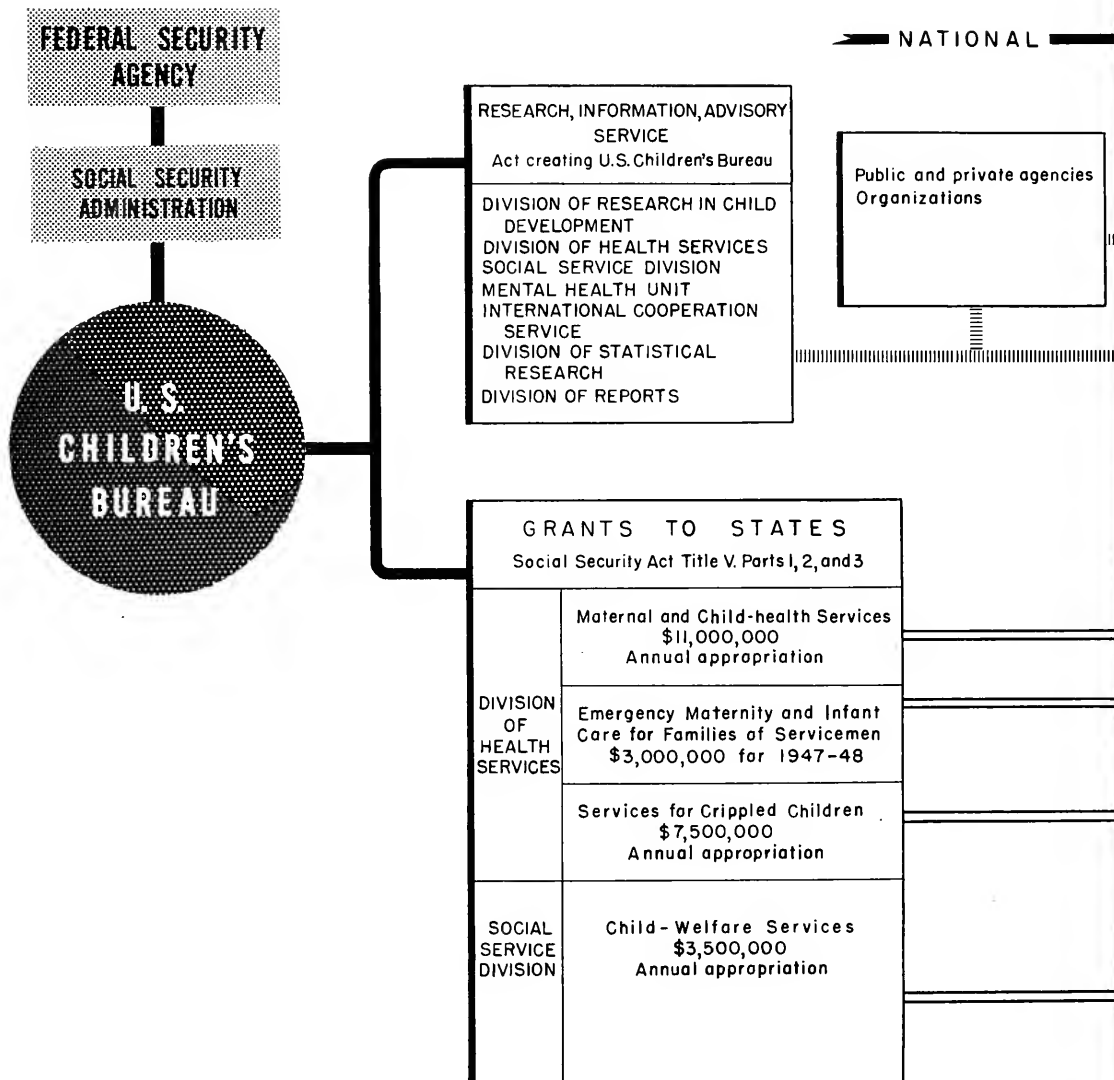 FEDERAL SECURITY
AGENCY
SOCIAL SECURITY
ADMINISTRATION
U. S.
CHILDREN'S
BUREAU
NATIONAL
RESEARCH, INFORMATION, ADVISORY
SERVICE
Act creating U.S. Children's Bureau
DIVISION OF RESEARCH IN CHILD
DEVELOPMENT
DIVISION OF HEALTH SERVICES
SOCIAL SERVICE DIVISION
MENTAL HEALTH UNIT
INTERNATIONAL COOPERATION
SERVICE
DIVISION OF STATISTICAL
RESEARCH
DIVISION OF REPORTS
Public and private agencies
Organizations
GRANTS TO STATES
Social Security Act Title V. Parts 1, 2, and 3
DIVISION
OF
HEALTH
SERVICES
Maternal and Child-health Services
$11,000,000
Annual appropriation
Emergency Maternity and Infant
Care for Families of Servicemen
$3,000,000 for 1947-48
Services for Crippled Children
$7,500,000
Annual appropriation
SOCIAL
SERVICE
DIVISION
Child-Welfare Services
$3,500,000
Annual appropriation